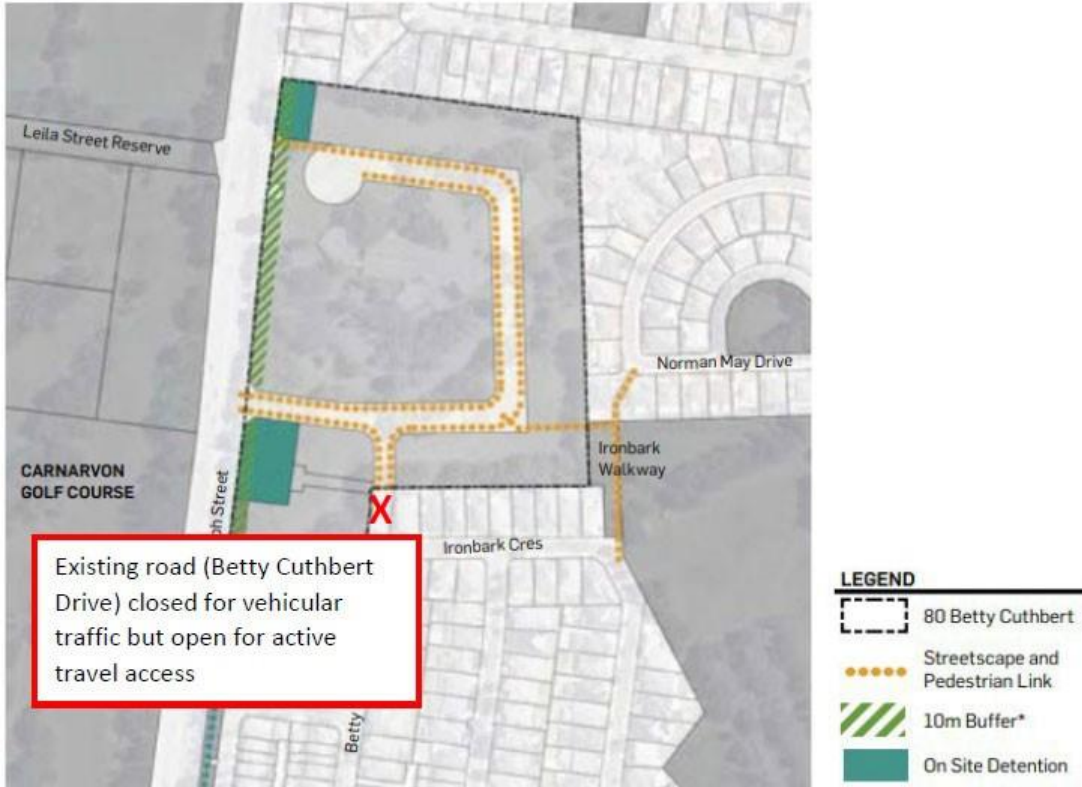 Leila Street Reserve
Norman May Drive
Ironbark
Walkway
CARNARVON
GOLF COURSE
X
Ironbark Cres
Existing road (Betty Cuthbert
Drive) closed for vehicular
traffic but open for active
travel access
Betty
LEGEND
80 Betty Cuthbert
Streetscape and
Pedestrian Link
10m Buffer*
On Site Detention